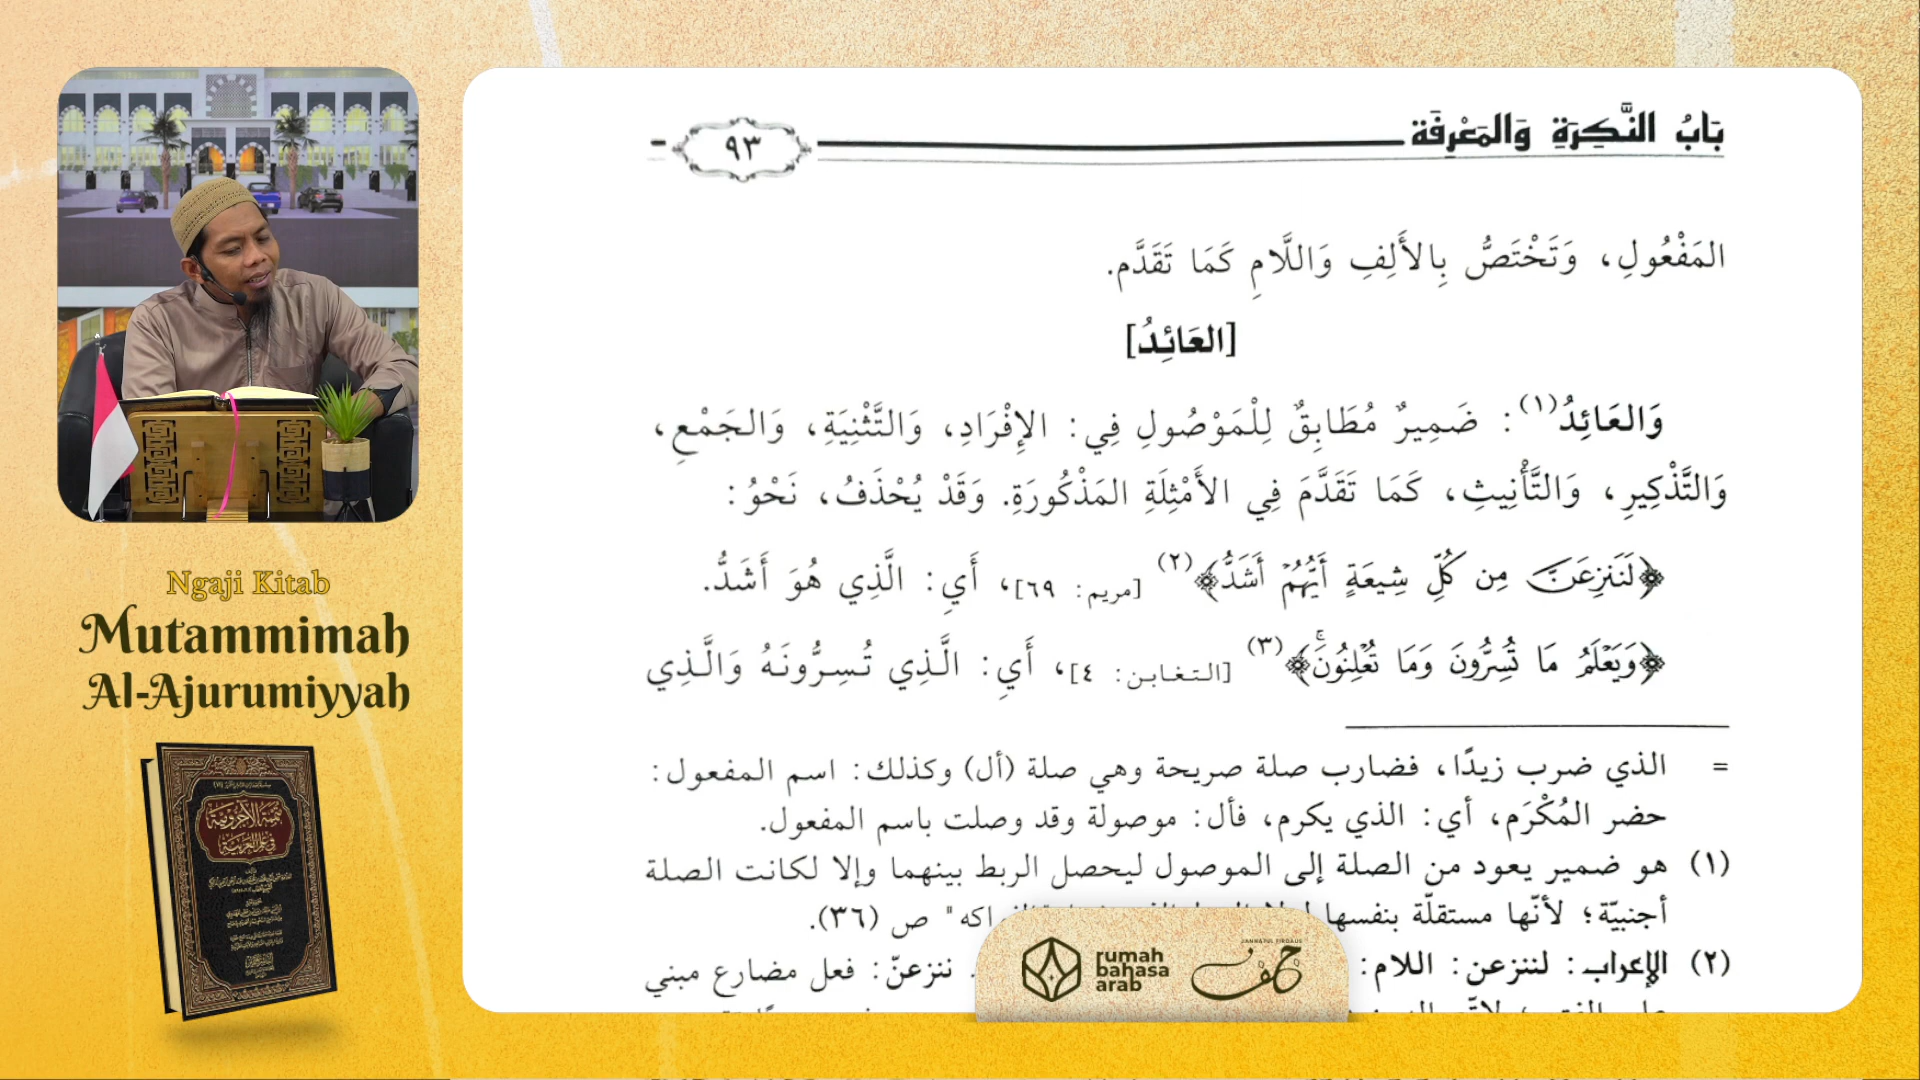 Ngaji Kitab
Mutammimah
Al-Ajurumiyyah
بَابُ النَّكِرَةِ وَالمَعْرِفَة
٩٣
المَفْعُولِ، وَتَخْتَصُّ بِالأَلِفِ وَاللَّامِ كَمَا تَقَدَّم.
[العَائِدُ]
وَالعَائِدُ(١): ضَمِيرٌ مُطَابِقٌ لِلْمَوْصُولِ فِي: الإِفْرَادِ، وَالتَّثْنِيَةِ، وَالجَمْعِ،
وَالتَّذْكِيرِ، وَالتَّأْنِيثِ، كَمَا تَقَدَّمَ فِي الأَمْثِلَةِ المَذْكُورَةِ. وَقَدْ يُحْذَفُ، نَحْوُ:
﴿لَنَنزِعَنَّ مِن كُلِّ شِيعَةٍ أَيُّهُمْ أَشَدُّ﴾(٢) [مريم: ٦٩]، أَيِ: الَّذِي هُوَ أَشَدُّ.
﴿وَيَعْلَمُ مَا تُسِرُّونَ وَمَا تُعْلِنُونَۚ﴾(٣) [التغابن: ٤]، أَيِ: الَّذِي تُسِرُّونَهُ وَالَّذِي
= الذي ضرب زيدًا، فضارب صلة صريحة وهي صلة (أل) وكذلك: اسم المفعول:
حضر المُكْرَم، أي: الذي يكرم، فأل: موصولة وقد وصلت باسم المفعول.
(١) هو ضمير يعود من الصلة إلى الموصول ليحصل الربط بينهما وإلا لكانت الصلة
أجنبيّة؛ لأنّها مستقلّة بنفسها ص (٣٦).
(٢) الإعراب: لننزعن: اللام: ننزعنّ: فعل مضارع مبني
rumah
bahasa
arab
JANNATUL FIRDAUS